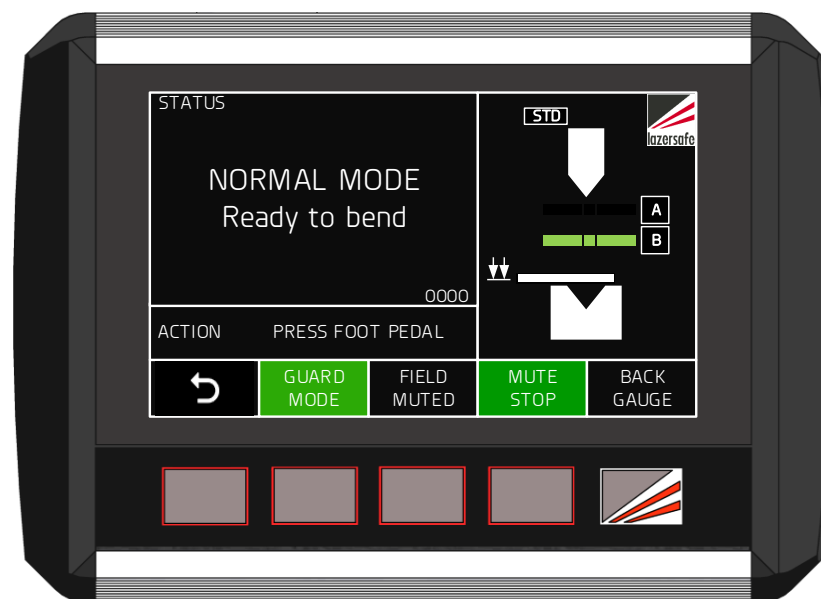 STATUS
NORMAL MODE
Ready to bend
0000
ACTION PRESS FOOT PEDAL
STD
lazersafe
A
B
GUARD MODE
FIELD MUTED
MUTE STOP
BACK GAUGE